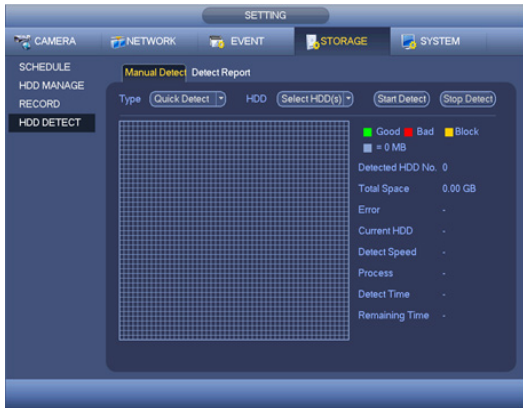 SETTING
CAMERA NETWORK EVENT STORAGE SYSTEM
SCHEDULE
HDD MANAGE
RECORD
HDD DETECT
Manual Detect Detect Report
Type Quick Detect HDD Select HDD(s) Start Detect Stop Detect
Good Bad Block
= 0 MB
Detected HDD No. 0
Total Space 0.00 GB
Error -
Current HDD -
Detect Speed -
Process -
Detect Time -
Remaining Time -